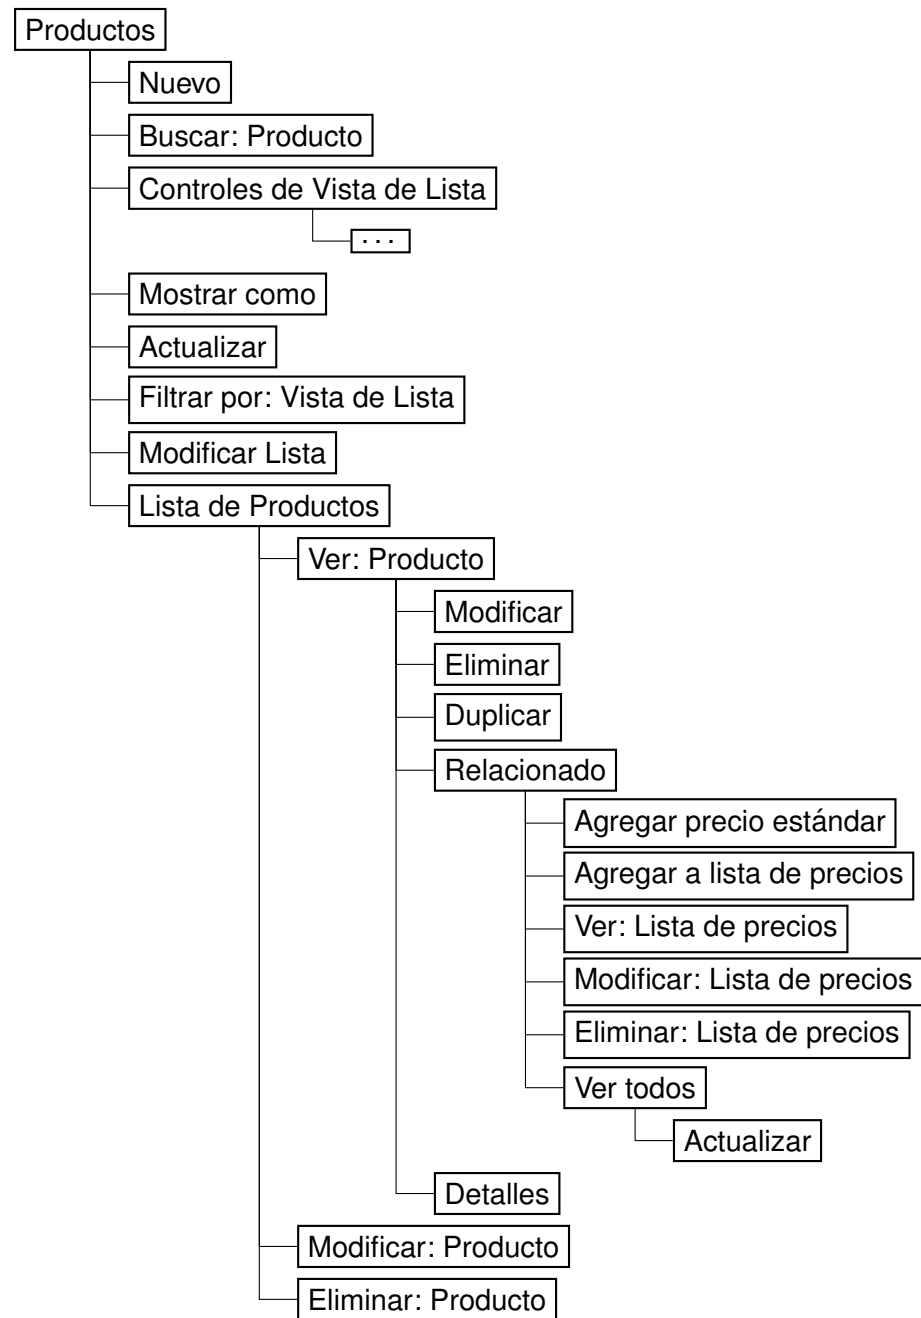 Productos
Nuevo
Buscar: Producto
Controles de Vista de Lista
...
Mostrar como
Actualizar
Filtrar por: Vista de Lista
Modificar Lista
Lista de Productos
Ver: Producto
Modificar
Eliminar
Duplicar
Relacionado
Agregar precio estándar
Agregar a lista de precios
Ver: Lista de precios
Modificar: Lista de precios
Eliminar: Lista de precios
Ver todos
Actualizar
Detalles
Modificar: Producto
Eliminar: Producto